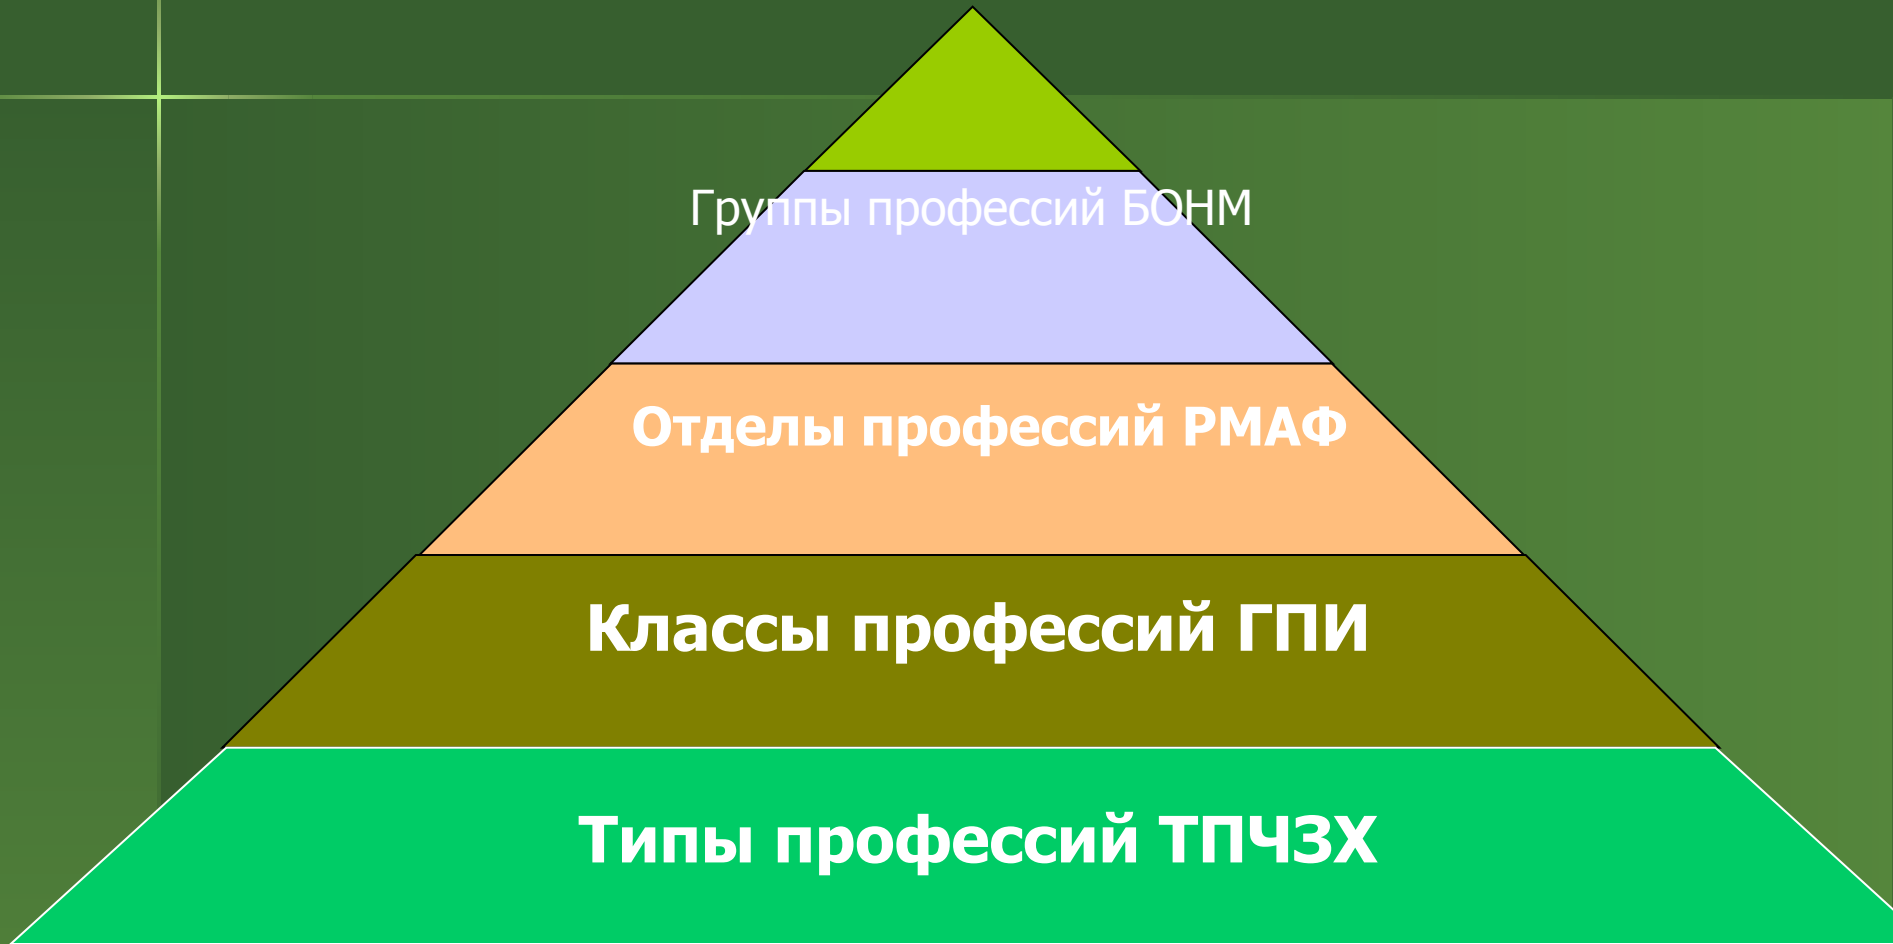 Группы профессий БОНМ
Отделы профессий РМАФ
Классы профессий ГПИ
Типы профессий ТПЧЗХ